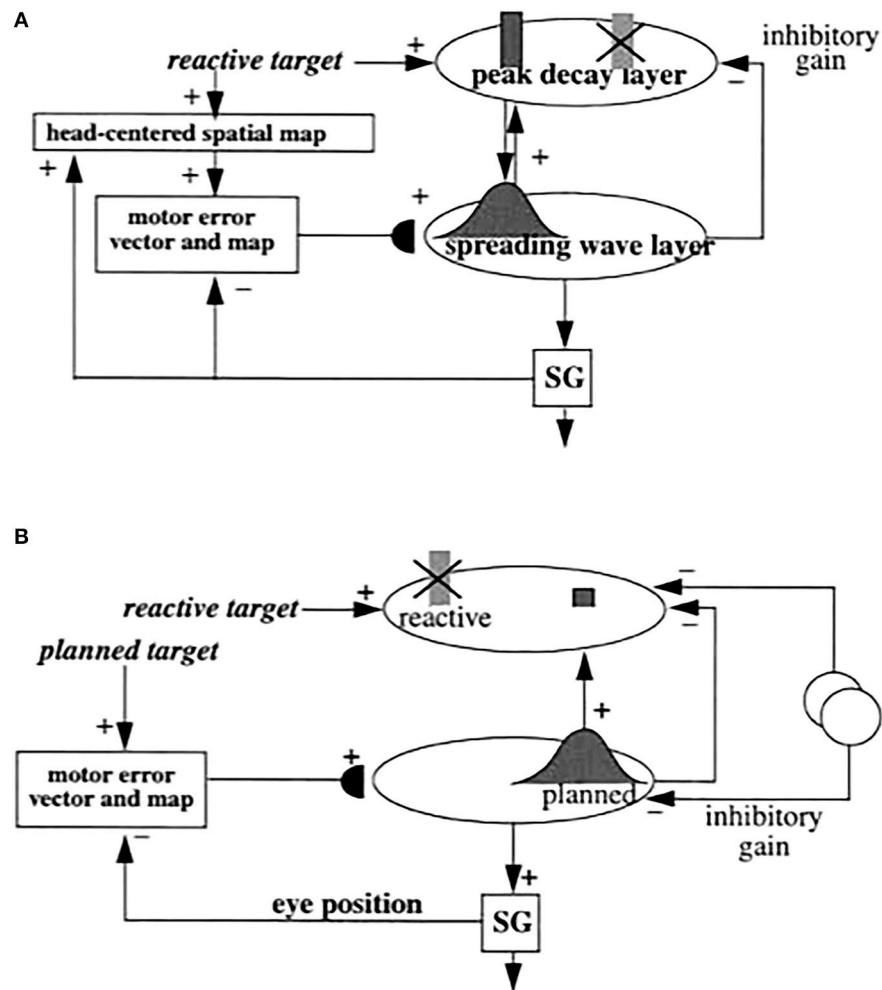 A
reactive target
+
peak decay layer
inhibitory
gain
−
+
head-centered spatial map
+
+
+
+
motor error
vector and map
spreading wave layer
−
SG
B
reactive target
+
reactive
−
−
planned target
+
+
+
motor error
vector and map
planned
−
−
inhibitory
gain
+
eye position
SG